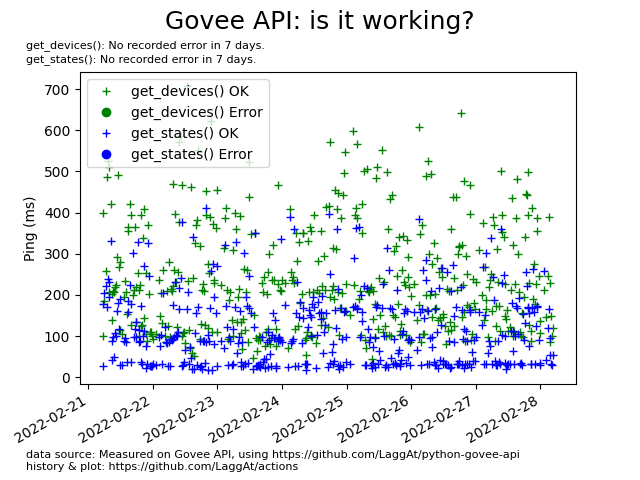 Govee API: is it working?
get_devices(): No recorded error in 7 days.
get_states(): No recorded error in 7 days.
get_devices() OK
get_devices() Error
get_states() OK
get_states() Error
700
600
500
400
300
200
100
0
Ping (ms)
2022-02-21
2022-02-22
2022-02-23
2022-02-24
2022-02-25
2022-02-26
2022-02-27
2022-02-28
data source: Measured on Govee API, using https://github.com/LaggAt/python-govee-api
history & plot: https://github.com/LaggAt/actions